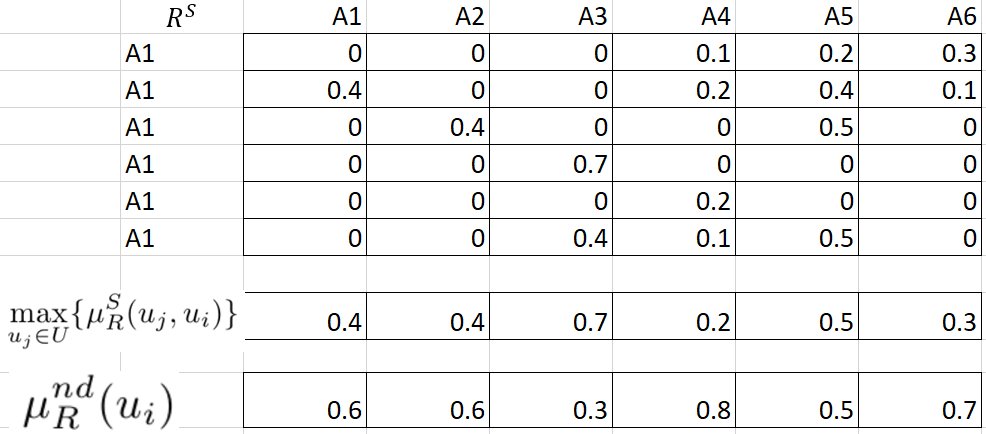 R^S A1 A2 A3 A4 A5 A6
A1 0 0 0 0.1 0.2 0.3
A1 0.4 0 0 0.2 0.4 0.1
A1 0 0.4 0 0 0.5 0
A1 0 0 0.7 0 0 0
A1 0 0 0 0.2 0 0
A1 0 0 0.4 0.1 0.5 0
max_{u_j∈U}{μ_R^S(u_j, u_i)} 0.4 0.4 0.7 0.2 0.5 0.3
μ_R^{nd}(u_i) 0.6 0.6 0.3 0.8 0.5 0.7